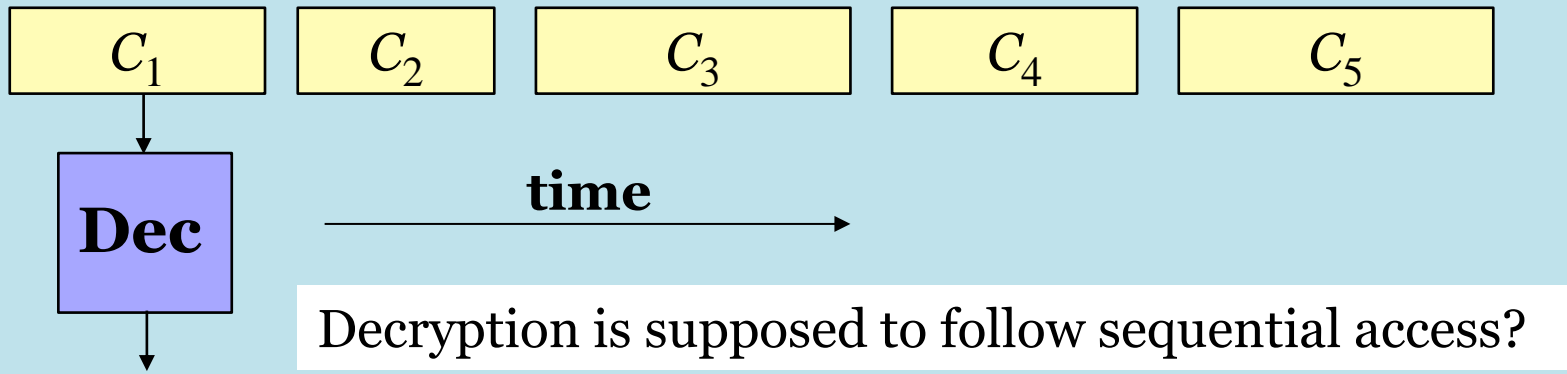 C₁ C₂ C₃ C₄ C₅
Dec
time
Decryption is supposed to follow sequential access?